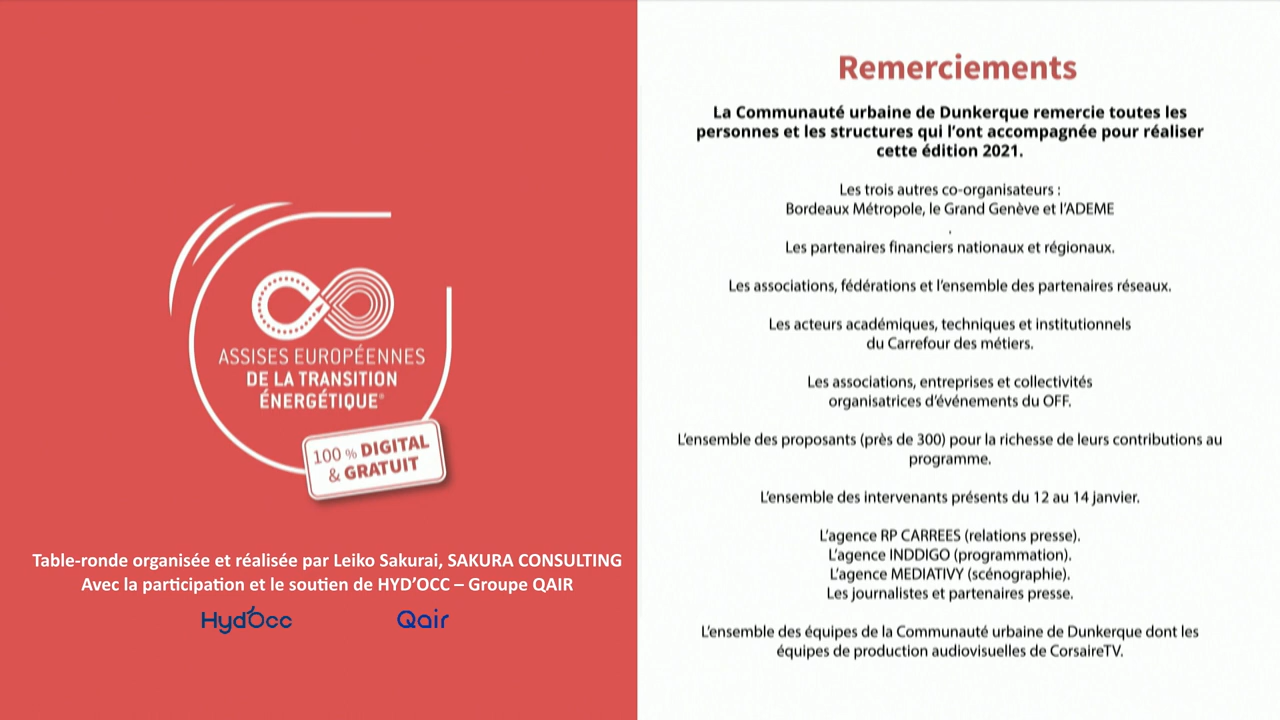 ASSISES EUROPÉENNES
DE LA TRANSITION
ÉNERGÉTIQUE®
100 % DIGITAL
& GRATUIT
Table-ronde organisée et réalisée par Leiko Sakurai, SAKURA CONSULTING
Avec la participation et le soutien de HYD’OCC – Groupe QAIR
Hyd'Occ
Qair
Remerciements
La Communauté urbaine de Dunkerque remercie toutes les
personnes et les structures qui l’ont accompagnée pour réaliser
cette édition 2021.
Les trois autres co-organisateurs :
Bordeaux Métropole, le Grand Genève et l’ADEME
.
Les partenaires financiers nationaux et régionaux.
Les associations, fédérations et l’ensemble des partenaires réseaux.
Les acteurs académiques, techniques et institutionnels
du Carrefour des métiers.
Les associations, entreprises et collectivités
organisatrices d’événements du OFF.
L’ensemble des proposants (près de 300) pour la richesse de leurs contributions au
programme.
L’ensemble des intervenants présents du 12 au 14 janvier.
L’agence RP CARREES (relations presse).
L’agence INDDIGO (programmation).
L’agence MEDIATIVY (scénographie).
Les journalistes et partenaires presse.
L’ensemble des équipes de la Communauté urbaine de Dunkerque dont les
équipes de production audiovisuelles de CorsaireTV.